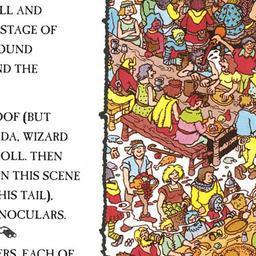 LL AND
STAGE OF
OUND
ND THE
OOF (BUT
DA, WIZARD
OLL. THEN
N THIS SCENE
HIS TAIL),
NOCULARS.
ERS, EACH OF